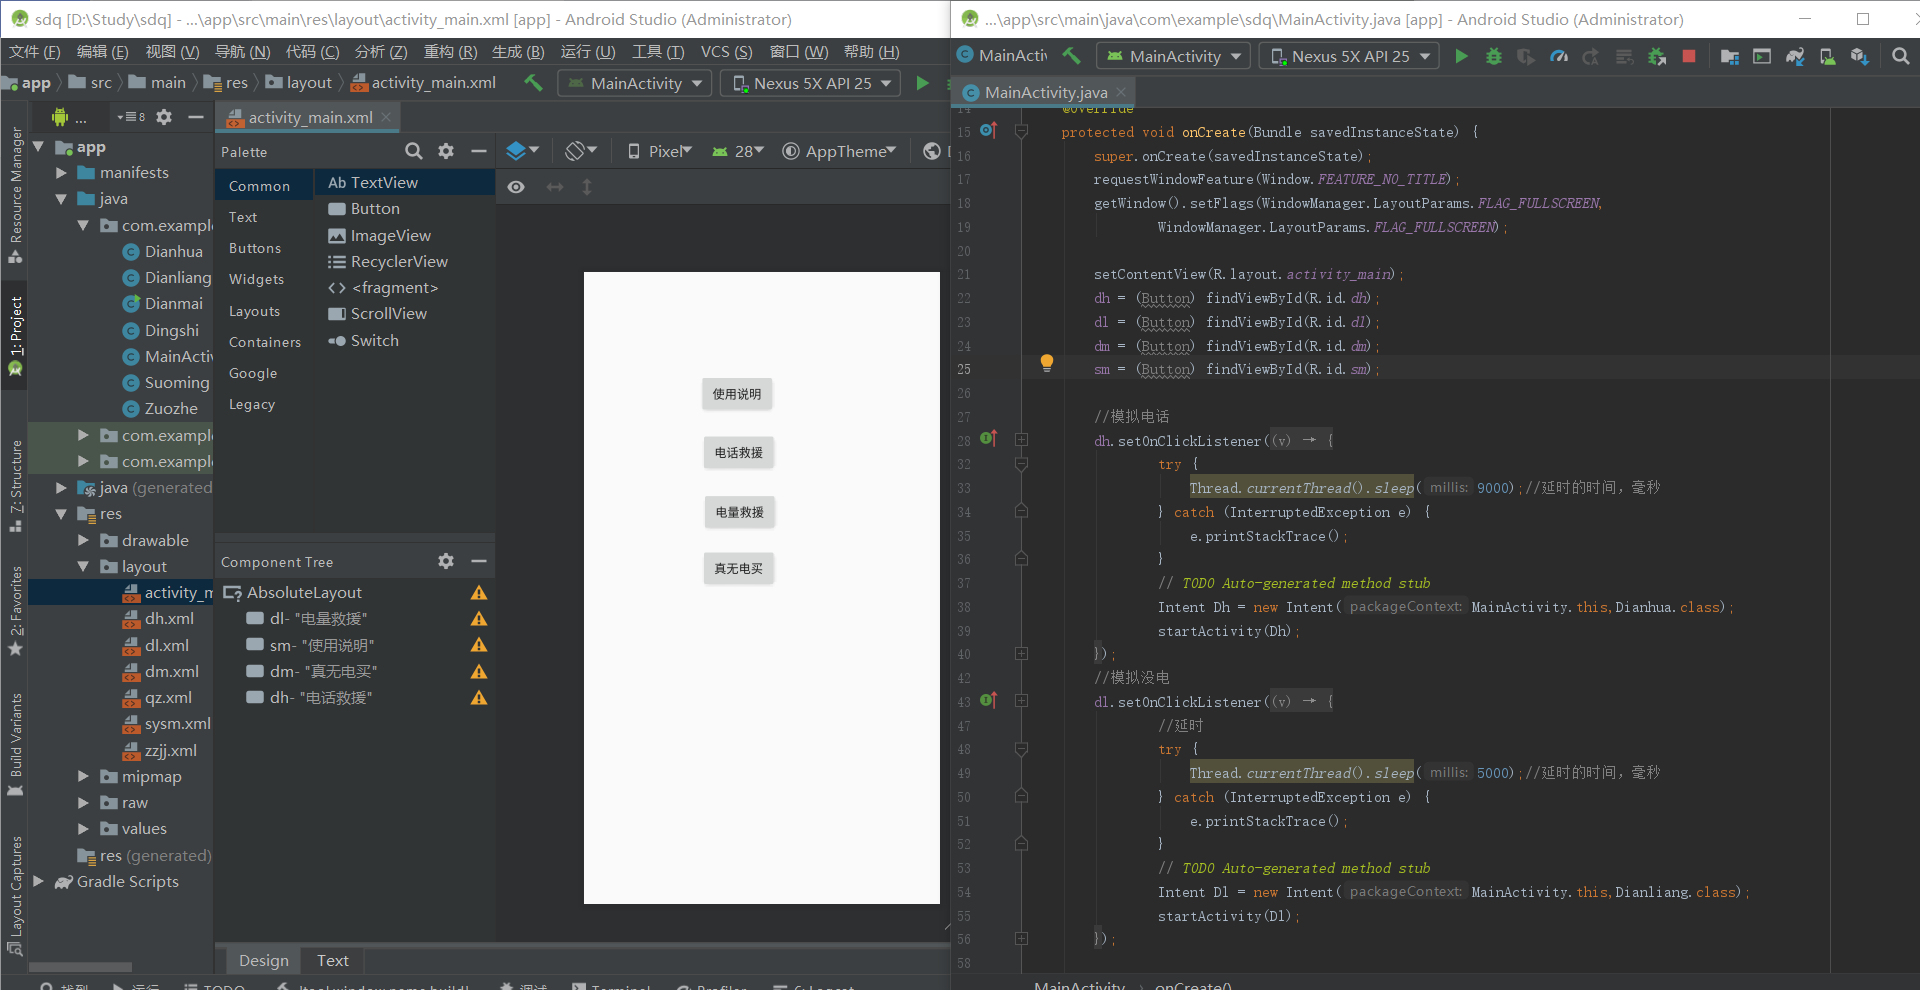 sdq [D:\Study\sdq] - ...\app\src\main\res\layout\activity_main.xml [app] - Android Studio (Administrator)
文件 (F) 编辑 (E) 视图 (V) 导航 (N) 代码 (C) 分析 (Z) 重构 (R) 生成 (B) 运行 (U) 工具 (T) VCS (S) 窗口 (W) 帮助 (H)
app src main res layout activity_main.xml MainActivity Nexus 5X API 25
... 8
activity_main.xml
Resource Manager
1: Project
7: Structure
2: Favorites
Build Variants
Layout Captures
app
manifests
java
com.exampl
Dianhua
Dianliang
Dianmai
Dingshi
MainActiv
Suoming
Zuozhe
com.exampl
com.exampl
java (generated)
res
drawable
layout
activity_m
dh.xml
dl.xml
dm.xml
qz.xml
sysm.xml
zzjj.xml
mipmap
raw
values
res (generated)
Gradle Scripts
Palette
Common
Text
Buttons
Widgets
Layouts
Containers
Google
Legacy
Ab TextView
Button
ImageView
RecyclerView
<> <fragment>
ScrollView
Switch
Component Tree
AbsoluteLayout
dl- "电量救援"
sm- "使用说明"
dm- "真无电买"
dh- "电话救援"
Pixel 28 AppTheme
使用说明
电话救援
电量救援
真无电买
Design Text
找到 运行 TODO 调试 Terminal Profiler 6: Logcat
...\app\src\main\java\com\example\sdq\MainActivity.java [app] - Android Studio (Administrator)
MainActi MainActivity Nexus 5X API 25
MainActivity.java
14 @Override
15 protected void onCreate(Bundle savedInstanceState) {
16 super.onCreate(savedInstanceState);
17 requestWindowFeature(Window.FEATURE_NO_TITLE);
18 getWindow().setFlags(WindowManager.LayoutParams.FLAG_FULLSCREEN,
19 WindowManager.LayoutParams.FLAG_FULLSCREEN);
20
21 setContentView(R.layout.activity_main);
22 dh = (Button) findViewById(R.id.dh);
23 dl = (Button) findViewById(R.id.dl);
24 dm = (Button) findViewById(R.id.dm);
25 sm = (Button) findViewById(R.id.sm);
26
27 //模拟电话
28 dh.setOnClickListener((v) → {
32 try {
33 Thread.currentThread().sleep( millis: 9000);//延时的时间，毫秒
34 } catch (InterruptedException e) {
35 e.printStackTrace();
36 }
37 // TODO Auto-generated method stub
38 Intent Dh = new Intent( packageContext: MainActivity.this,Dianhua.class);
39 startActivity(Dh);
40 });
42 //模拟没电
43 dl.setOnClickListener((v) → {
47 //延时
48 try {
49 Thread.currentThread().sleep( millis: 5000);//延时的时间，毫秒
50 } catch (InterruptedException e) {
51 e.printStackTrace();
52 }
53 // TODO Auto-generated method stub
54 Intent Dl = new Intent( packageContext: MainActivity.this,Dianliang.class);
55 startActivity(Dl);
56 });
58
MainActivity onCreate()